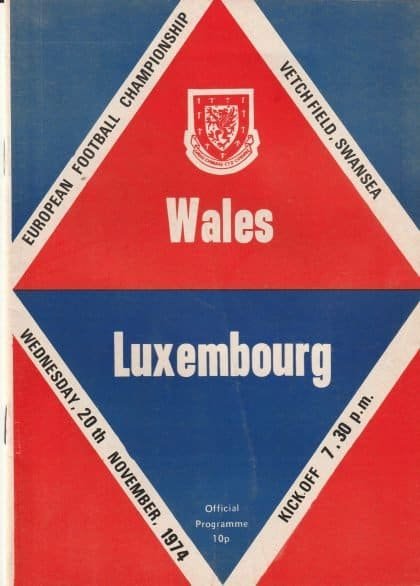 EUROPEAN FOOTBALL CHAMPIONSHIP
VETCH FIELD, SWANSEA
Wales
Luxembourg
WEDNESDAY, 20th NOVEMBER, 1974
KICK.OFF 7.30 p.m.
Official
Programme
10p